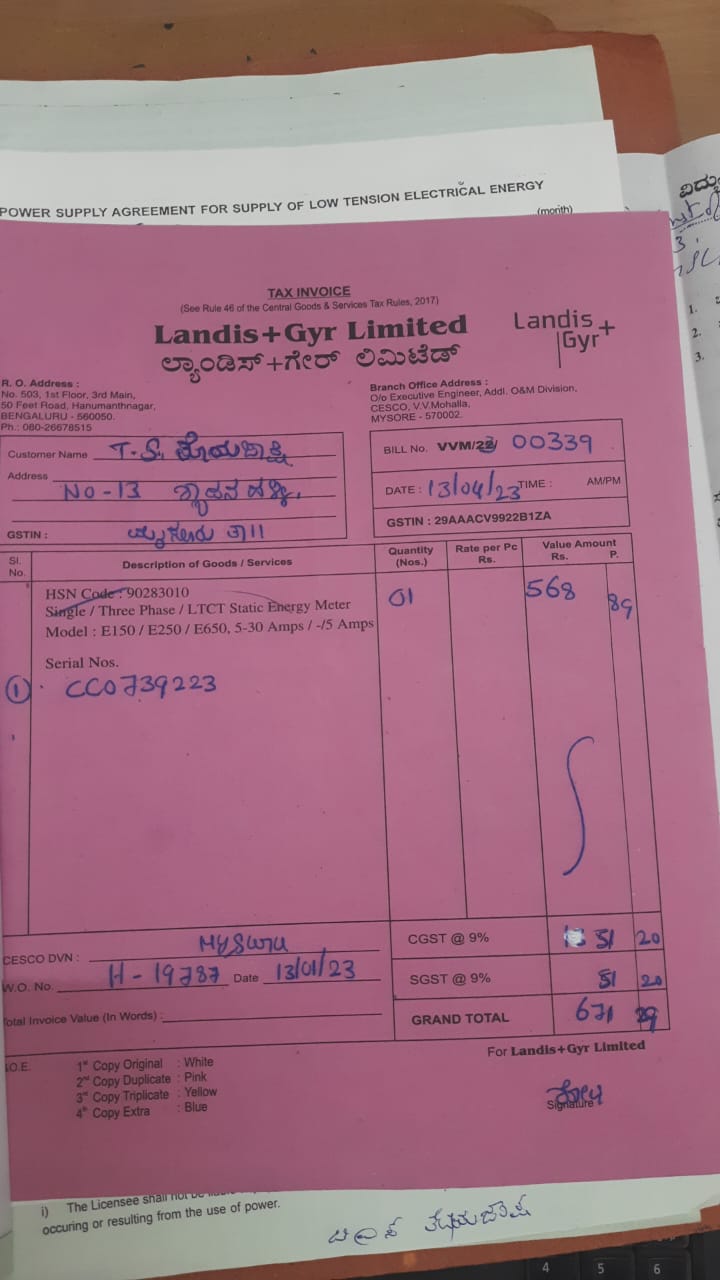 POWER SUPPLY AGREEMENT FOR SUPPLY OF LOW TENSION ELECTRICAL ENERGY
(month)
TAX INVOICE
(See Rule 46 of the Central Goods & Services Tax Rules, 2017)
Landis+Gyr Limited
ಲ್ಯಾಂಡಿಸ್+ಗೇರ್ ಲಿಮಿಟೆಡ್
Landis+
Gyr
R. O. Address :
No. 503, 1st Floor, 3rd Main,
50 Feet Road, Hanumanthnagar,
BENGALURU - 560050.
Ph.: 080-26678515
Branch Office Address :
O/o Executive Engineer, Addl. O&M Division,
CESCO, V.V.Mohalla,
MYSORE - 570002.
Customer Name T.S.
Address
No-13
GSTIN :
BILL No. VVM/22/ 00339
DATE : 13/04/23 TIME : AM/PM
GSTIN : 29AAACV9922B1ZA
Sl. No. Description of Goods / Services Quantity (Nos.) Rate per Pc Rs. Value Amount Rs. P.
HSN Code : 90283010 01 568 89
Single / Three Phase / LTCT Static Energy Meter
Model : E150 / E250 / E650, 5-30 Amps / -/5 Amps
Serial Nos.
1 CC0739223
CESCO DVN :
W.O. No. H-19787 Date 13/01/23
Total Invoice Value (In Words) :
CGST @ 9% 51 20
SGST @ 9% 51 20
GRAND TOTAL 671 29
For Landis+Gyr Limited
Signature
1st Copy Original : White
2nd Copy Duplicate : Pink
3rd Copy Triplicate : Yellow
4th Copy Extra : Blue
i) The Licensee shall not be
occuring or resulting from the use of power.
1.
2.
3.
4 5 6